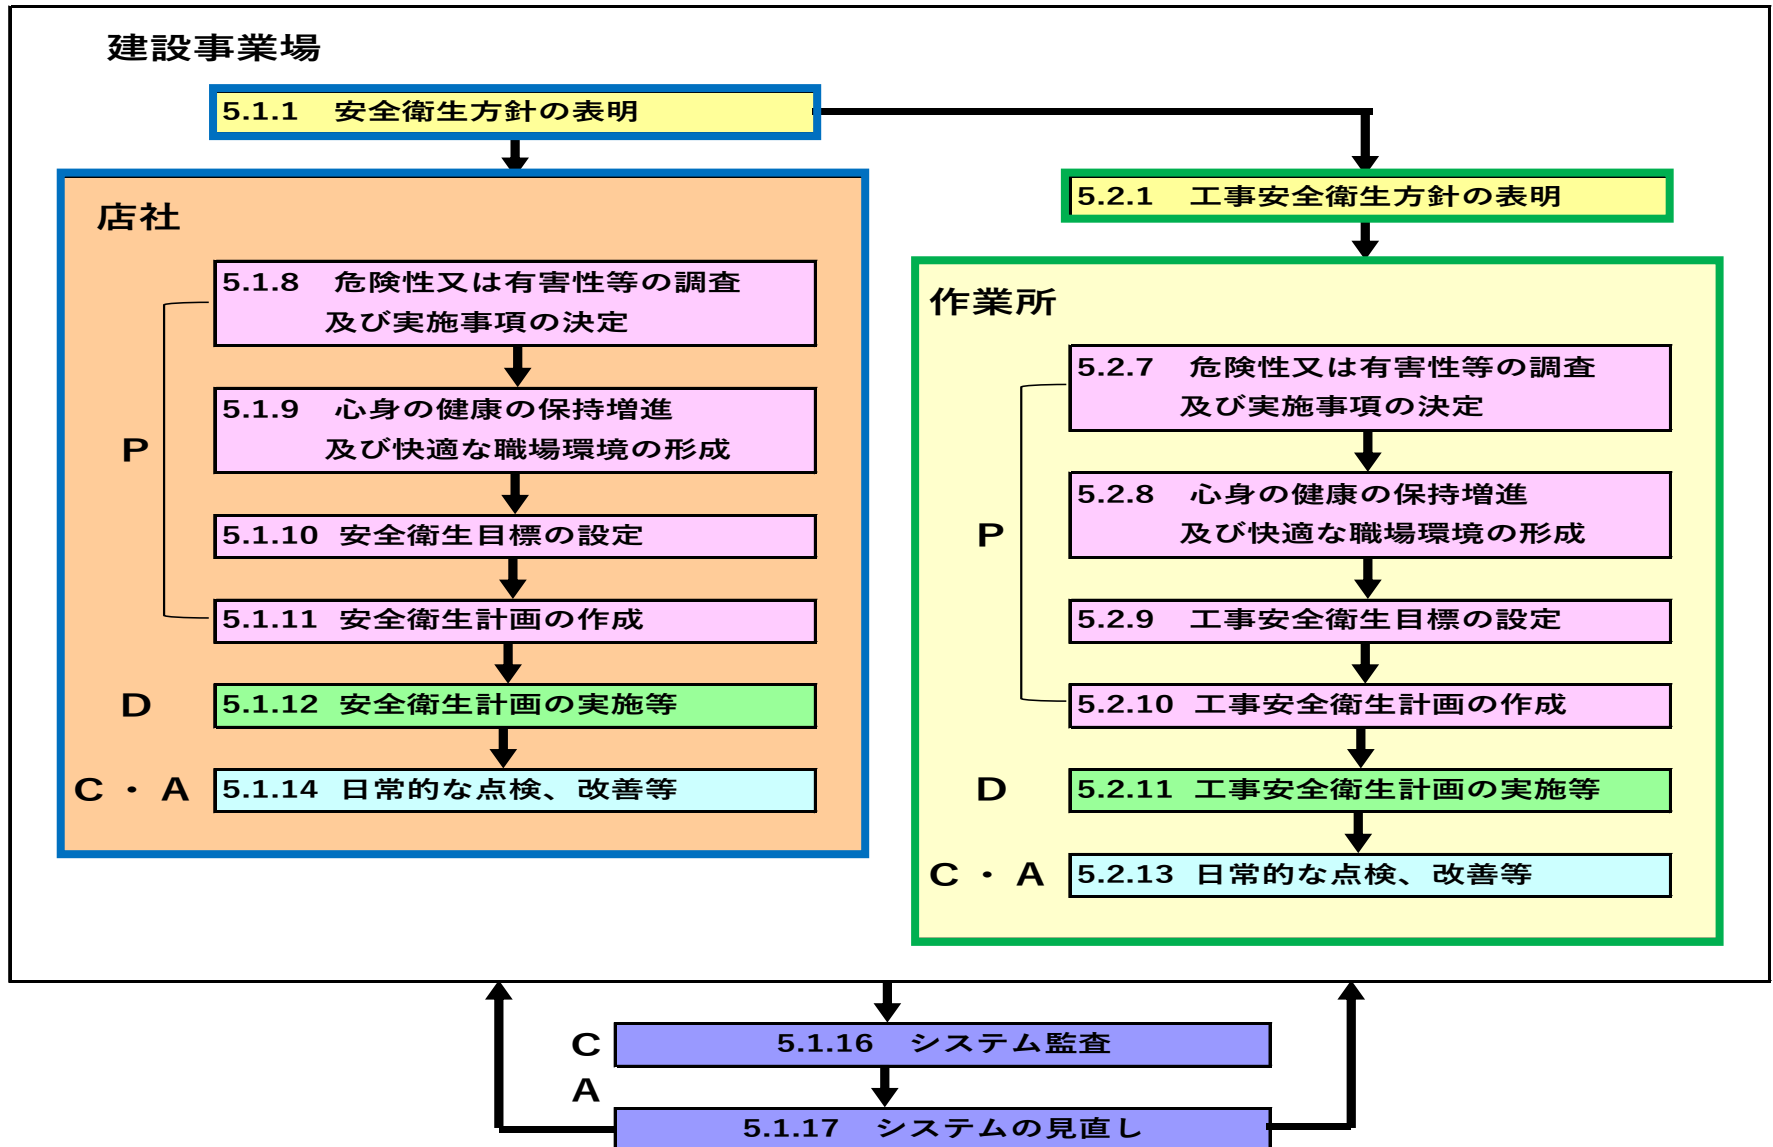 建設事業場
5.1.1 安全衛生方針の表明
店社
5.1.8 危険性又は有害性等の調査
及び実施事項の決定
5.1.9 心身の健康の保持増進
及び快適な職場環境の形成
P
5.1.10 安全衛生目標の設定
5.1.11 安全衛生計画の作成
D
5.1.12 安全衛生計画の実施等
C・A
5.1.14 日常的な点検、改善等
5.2.1 工事安全衛生方針の表明
作業所
5.2.7 危険性又は有害性等の調査
及び実施事項の決定
5.2.8 心身の健康の保持増進
及び快適な職場環境の形成
P
5.2.9 工事安全衛生目標の設定
5.2.10 工事安全衛生計画の作成
D
5.2.11 工事安全衛生計画の実施等
C・A
5.2.13 日常的な点検、改善等
C
5.1.16 システム監査
A
5.1.17 システムの見直し